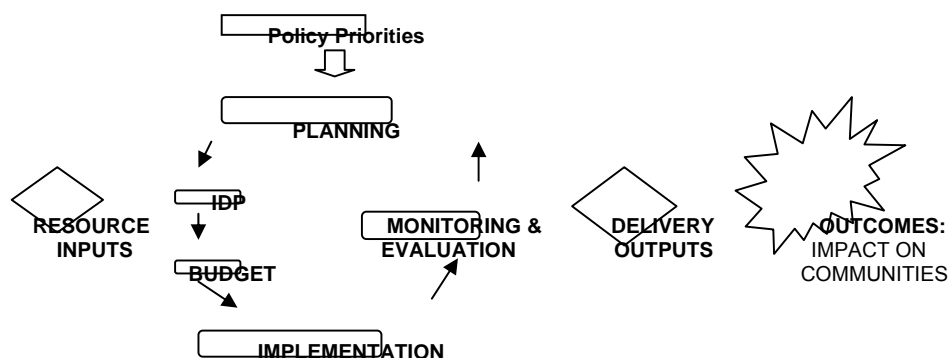 Policy Priorities
PLANNING
IDP
RESOURCE
INPUTS
MONITORING &
EVALUATION
DELIVERY
OUTPUTS
OUTCOMES:
IMPACT ON
COMMUNITIES
BUDGET
IMPLEMENTATION